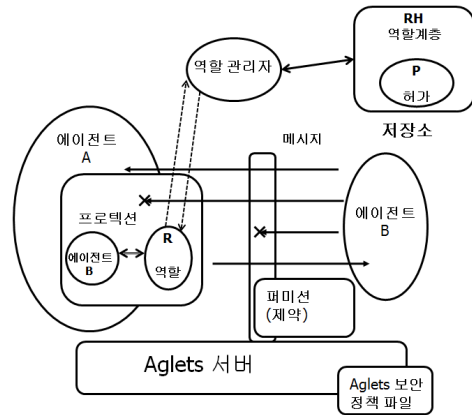 RH
역할계층
P
허가
저장소
역할 관리자
메시지
에이전트
A
프로텍션
에이전트
B
R
역할
에이전트
B
퍼미션
(제약)
Aglets 서버
Aglets 보안
정책 파일